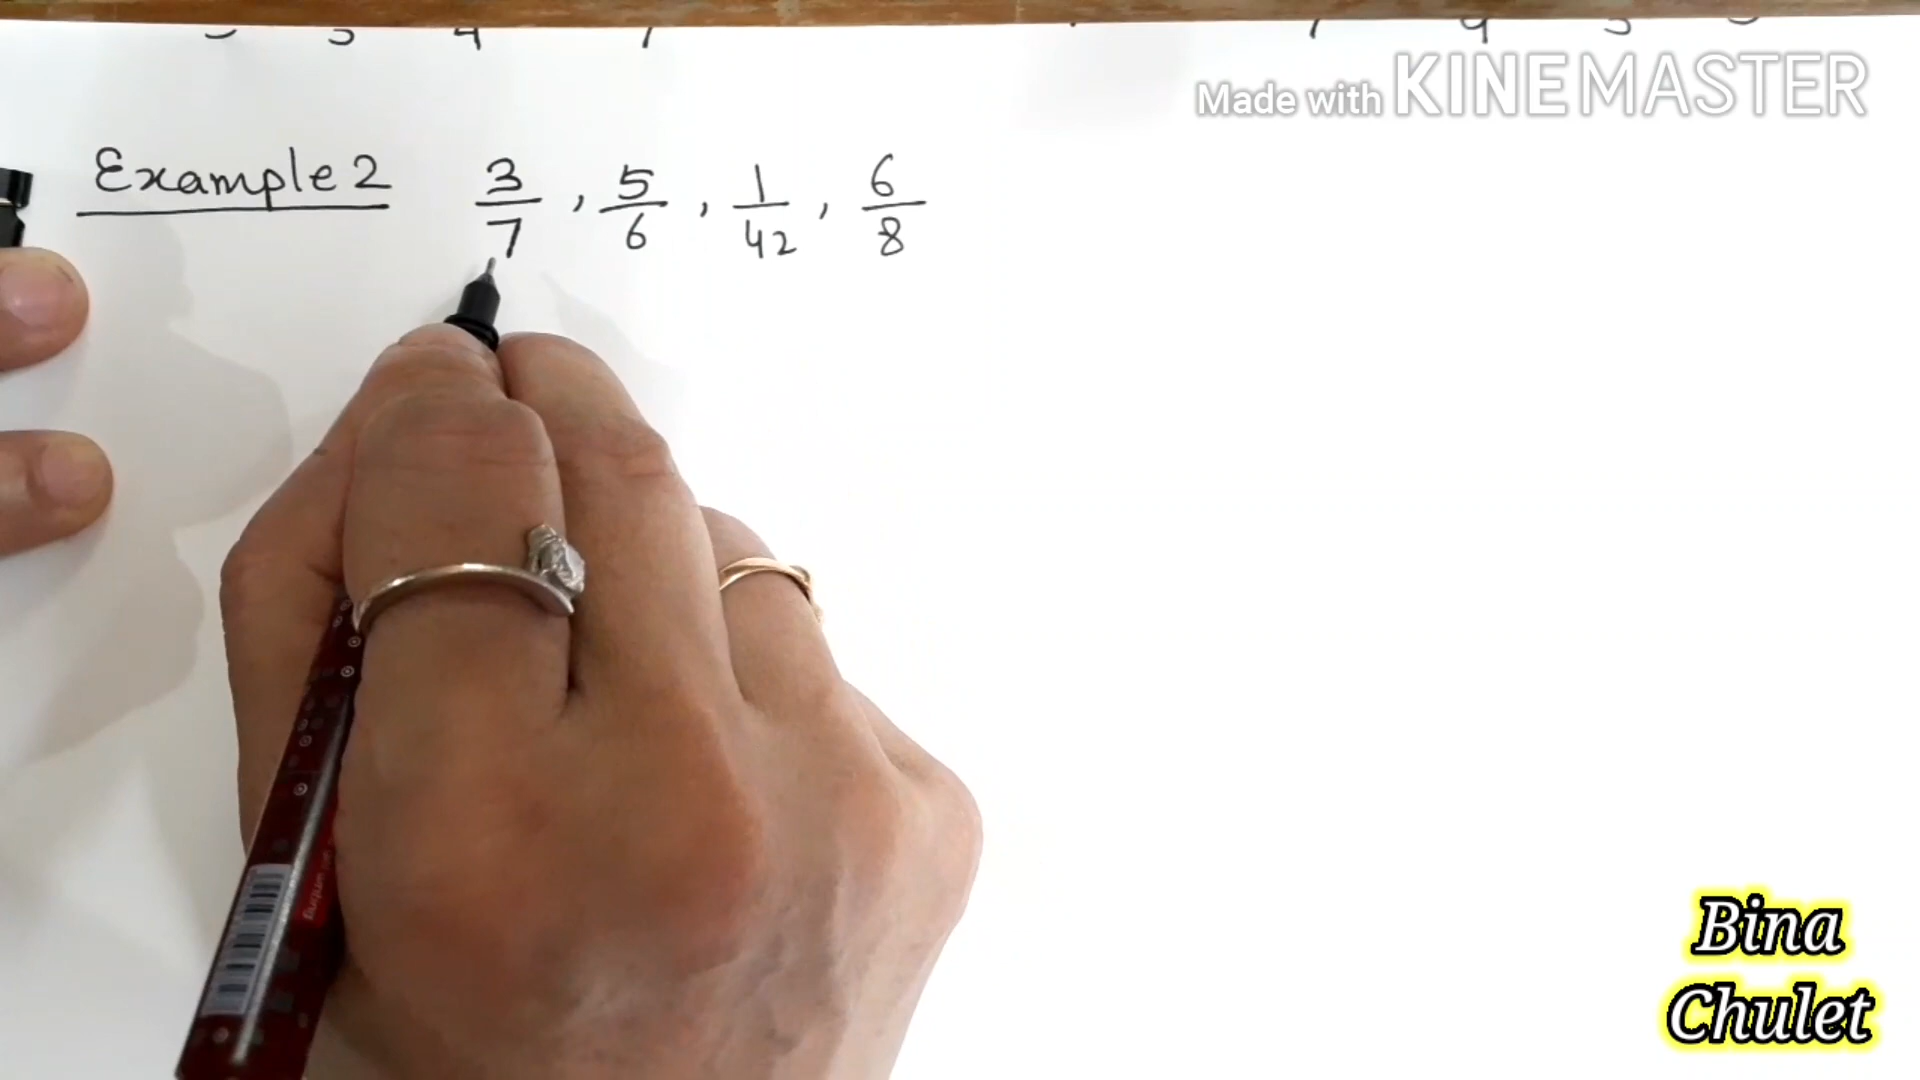 Made with KINEMASTER
Example 2 3/7 , 5/6 , 1/42 , 6/8
Bina
Chulet